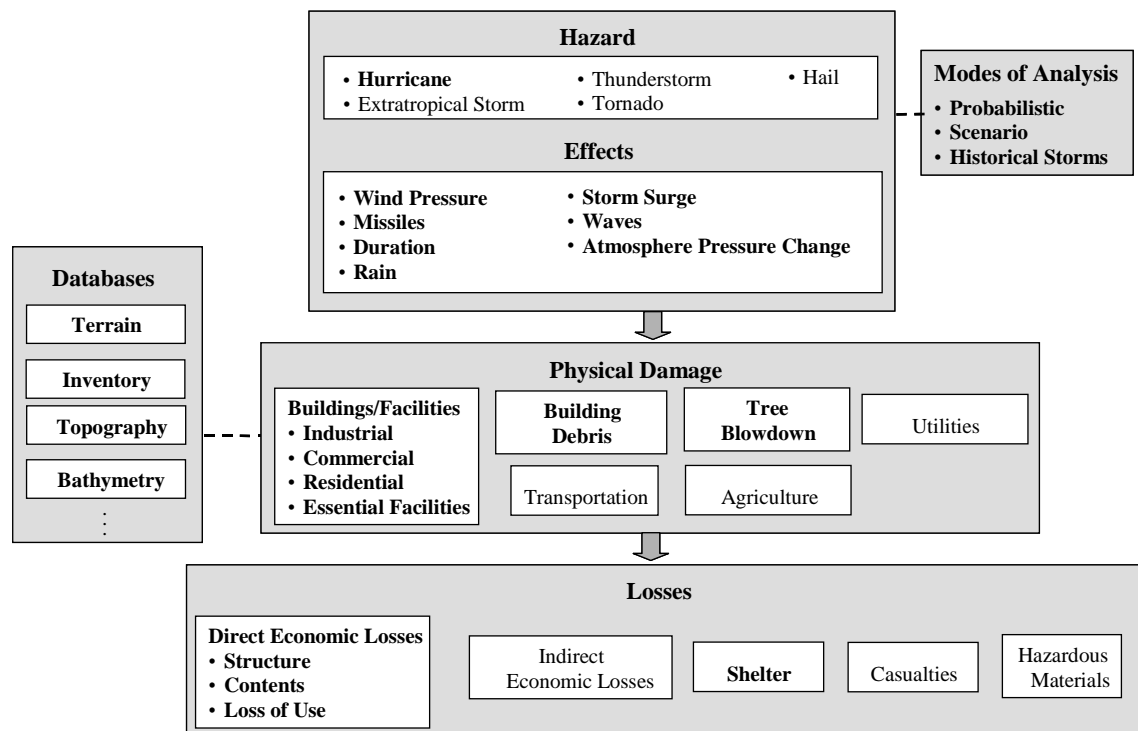 Hazard
• Hurricane
• Extratropical Storm
• Thunderstorm
• Tornado
• Hail
Effects
• Wind Pressure
• Missiles
• Duration
• Rain
• Storm Surge
• Waves
• Atmosphere Pressure Change
Modes of Analysis
• Probabilistic
• Scenario
• Historical Storms
Databases
Terrain
Inventory
Topography
Bathymetry
Physical Damage
Buildings/Facilities
• Industrial
• Commercial
• Residential
• Essential Facilities
Building
Debris
Tree
Blowdown
Utilities
Transportation
Agriculture
Losses
Direct Economic Losses
• Structure
• Contents
• Loss of Use
Indirect
Economic Losses
Shelter
Casualties
Hazardous
Materials